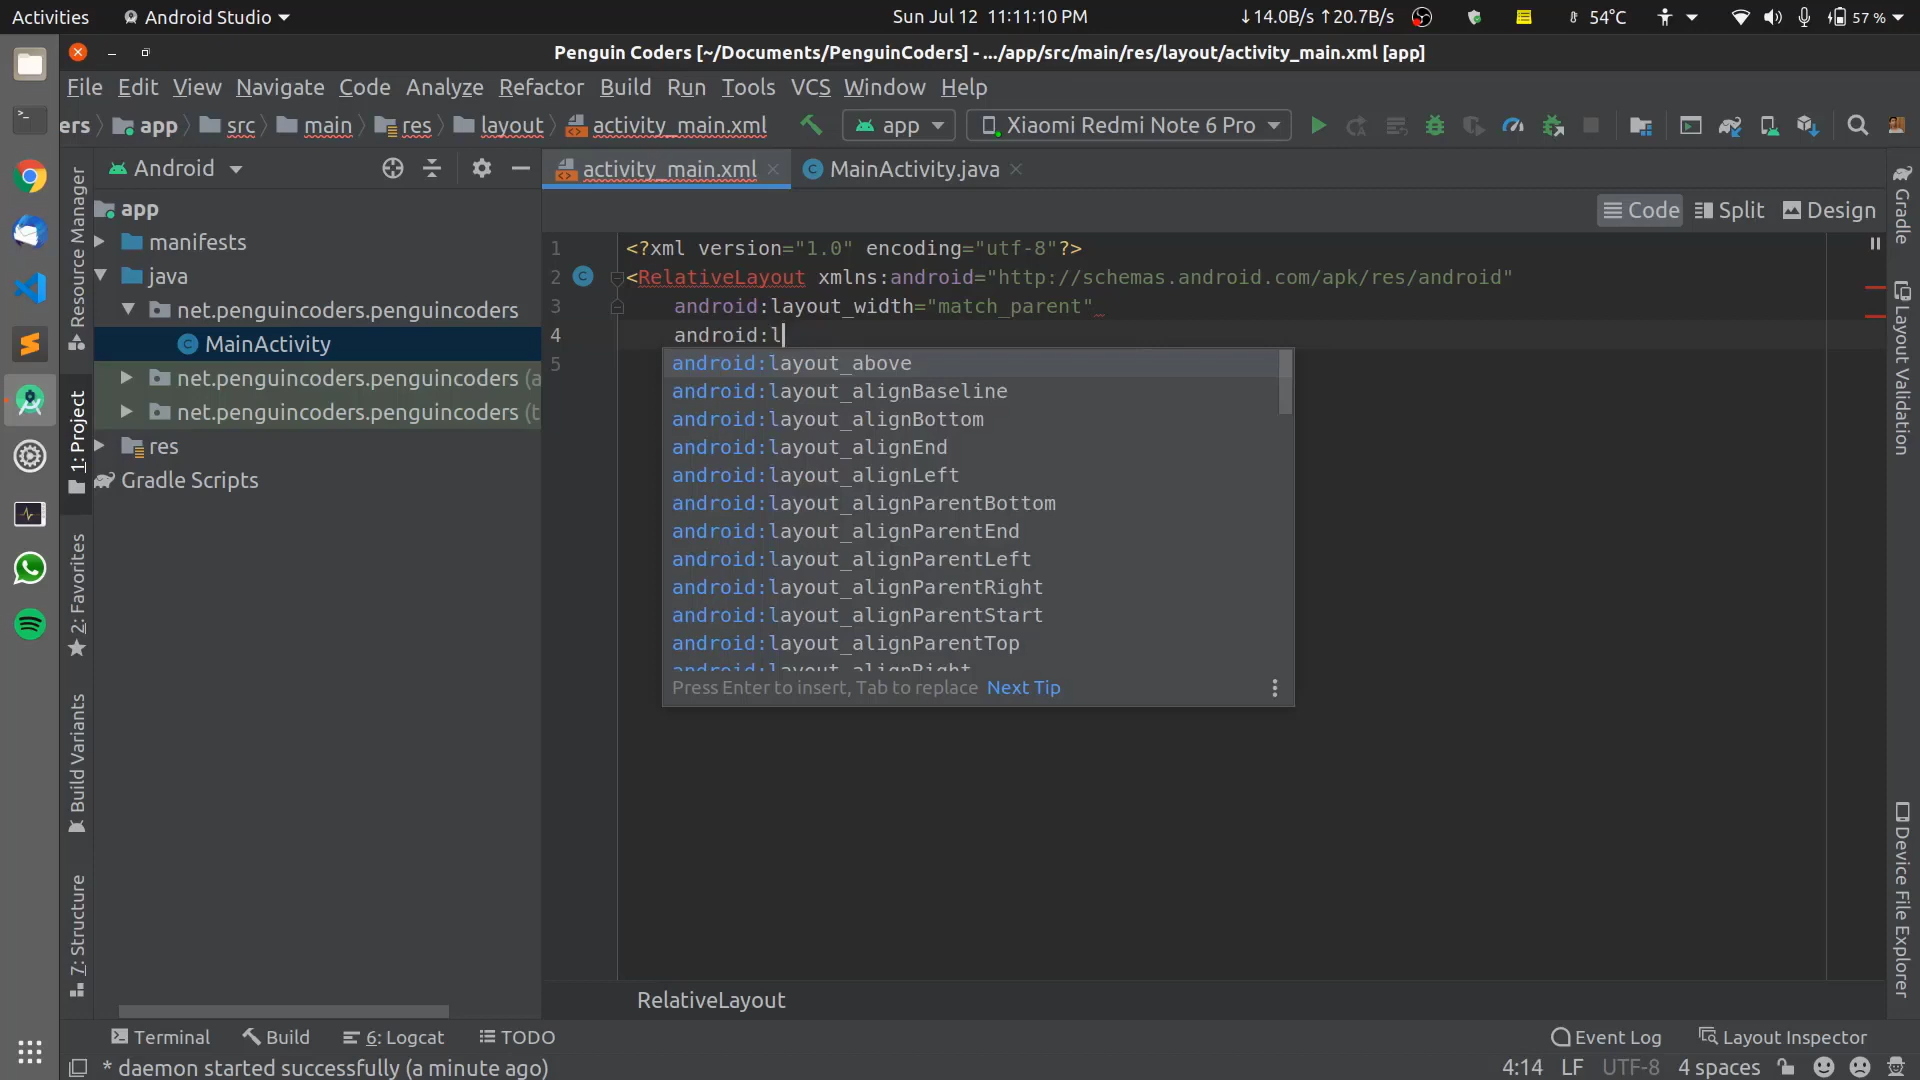 Activities
Android Studio
Sun Jul 12 11:11:10 PM
↓14.0B/s ↑20.7B/s
54°C
57 %
Penguin Coders [~/Documents/PenguinCoders] - .../app/src/main/res/layout/activity_main.xml [app]
File Edit View Navigate Code Analyze Refactor Build Run Tools VCS Window Help
ers app src main res layout activity_main.xml
app
Xiaomi Redmi Note 6 Pro
Android
activity_main.xml
MainActivity.java
Code Split Design
app
manifests
java
net.penguincoders.penguincoders
MainActivity
net.penguincoders.penguincoders (a
net.penguincoders.penguincoders (t
res
Gradle Scripts
Resource Manager
1: Project
2: Favorites
Build Variants
7: Structure
1 <?xml version="1.0" encoding="utf-8"?>
2 <RelativeLayout xmlns:android="http://schemas.android.com/apk/res/android"
3 android:layout_width="match_parent"
4 android:l
5
android:layout_above
android:layout_alignBaseline
android:layout_alignBottom
android:layout_alignEnd
android:layout_alignLeft
android:layout_alignParentBottom
android:layout_alignParentEnd
android:layout_alignParentLeft
android:layout_alignParentRight
android:layout_alignParentStart
android:layout_alignParentTop
android:layout_alignRight
Press Enter to insert, Tab to replace Next Tip
RelativeLayout
Gradle
Layout Validation
Device File Explorer
Terminal
Build
6: Logcat
TODO
Event Log
Layout Inspector
* daemon started successfully (a minute ago)
4:14 LF UTF-8 4 spaces